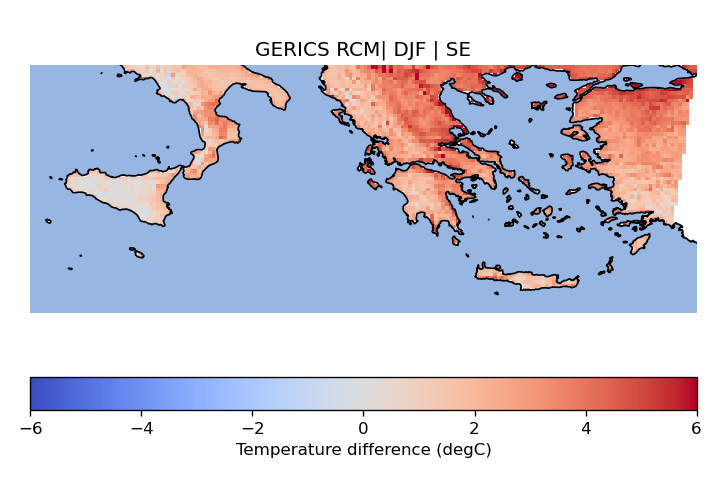 GERICS RCM| DJF | SE
−6 −4 −2 0 2 4 6
Temperature difference (degC)